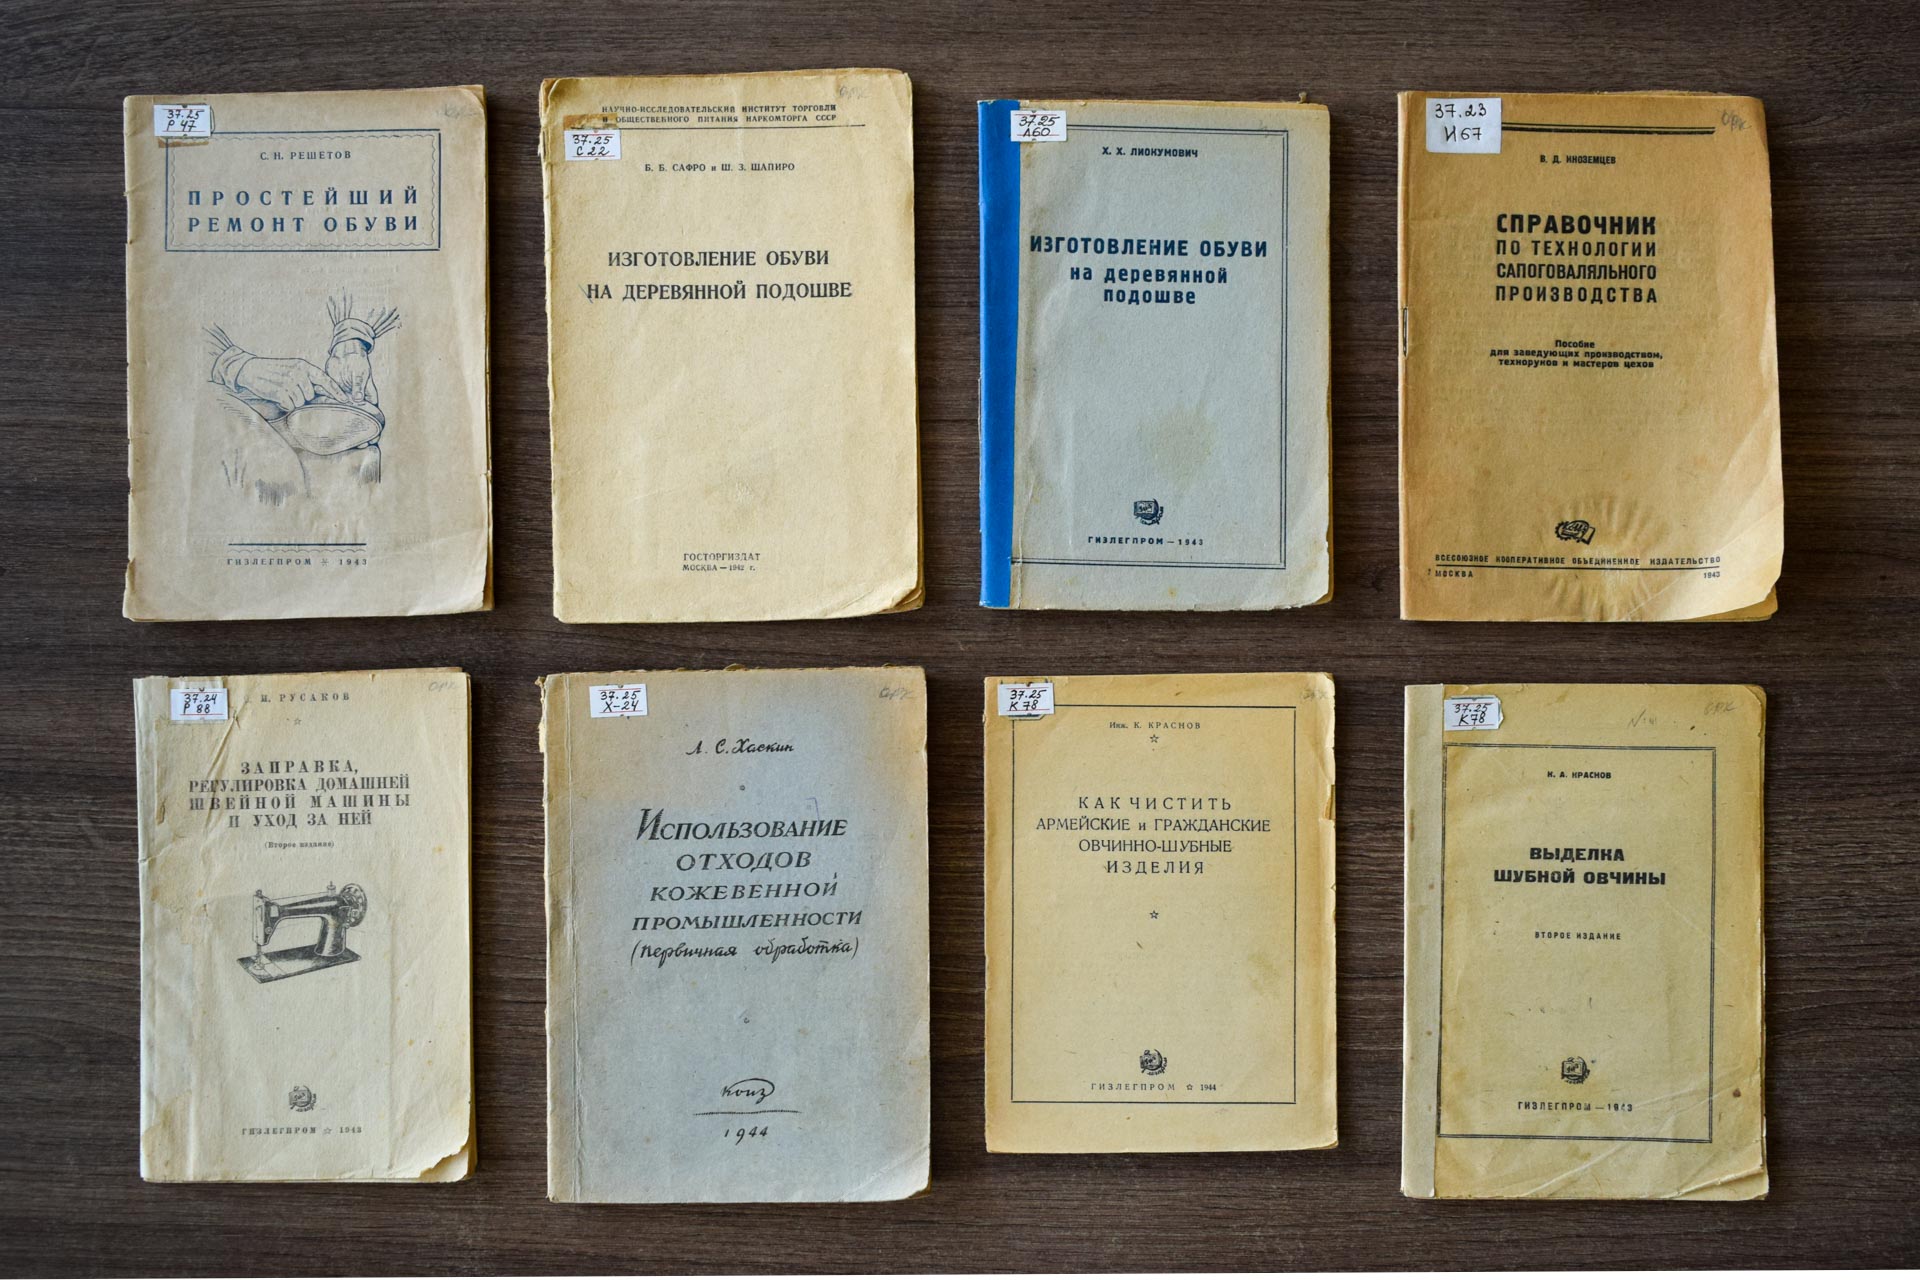 37.25
Р 47
С. Н. РЕШЕТОВ
ПРОСТЕЙШИЙ
РЕМОНТ ОБУВИ
ГИЗЛЕГПРОМ 1943
НАУЧНО-ИССЛЕДОВАТЕЛЬСКИЙ ИНСТИТУТ ТОРГОВЛИ
И ОБЩЕСТВЕННОГО ПИТАНИЯ НАРКОМТОРГА СССР
37.25
С 22
Б. Б. САФРО и Ш. З. ШАПИРО
ИЗГОТОВЛЕНИЕ ОБУВИ
НА ДЕРЕВЯННОЙ ПОДОШВЕ
ГОСТОРГИЗДАТ
МОСКВА — 1942 г.
37.25
Л60
Х. Х. ЛИОКУМОВИЧ
ИЗГОТОВЛЕНИЕ ОБУВИ
на деревянной
подошве
ГИЗЛЕГПРОМ — 1943
37.23
И 67
В. Д. ИНОЗЕМЦЕВ
СПРАВОЧНИК
ПО ТЕХНОЛОГИИ
САПОГОВАЛЯЛЬНОГО
ПРОИЗВОДСТВА
Пособие
для заведующих производством,
техноруков и мастеров цехов
ВСЕСОЮЗНОЕ КООПЕРАТИВНОЕ ОБЪЕДИНЕННОЕ ИЗДАТЕЛЬСТВО
МОСКВА 1943
37.24
Р 88
И. РУСАКОВ
ЗАПРАВКА,
РЕГУЛИРОВКА ДОМАШНЕЙ
ШВЕЙНОЙ МАШИНЫ
И УХОД ЗА НЕЙ
(Второе издание)
ГИЗЛЕГПРОМ ☆ 1943
37.25
Х-24
Л. С. Хаскин
ИСПОЛЬЗОВАНИЕ
ОТХОДОВ
КОЖЕВЕННОЙ
ПРОМЫШЛЕННОСТИ
(первичная обработка)
КОИЗ
1944
37.25
К 78
Инж. К. КРАСНОВ
☆
КАК ЧИСТИТЬ
АРМЕЙСКИЕ и ГРАЖДАНСКИЕ
ОВЧИННО-ШУБНЫЕ
ИЗДЕЛИЯ
☆
ГИЗЛЕГПРОМ ☆ 1944
37.25
К 78
К. А. КРАСНОВ
ВЫДЕЛКА
ШУБНОЙ ОВЧИНЫ
ВТОРОЕ ИЗДАНИЕ
ГИЗЛЕГПРОМ — 1943